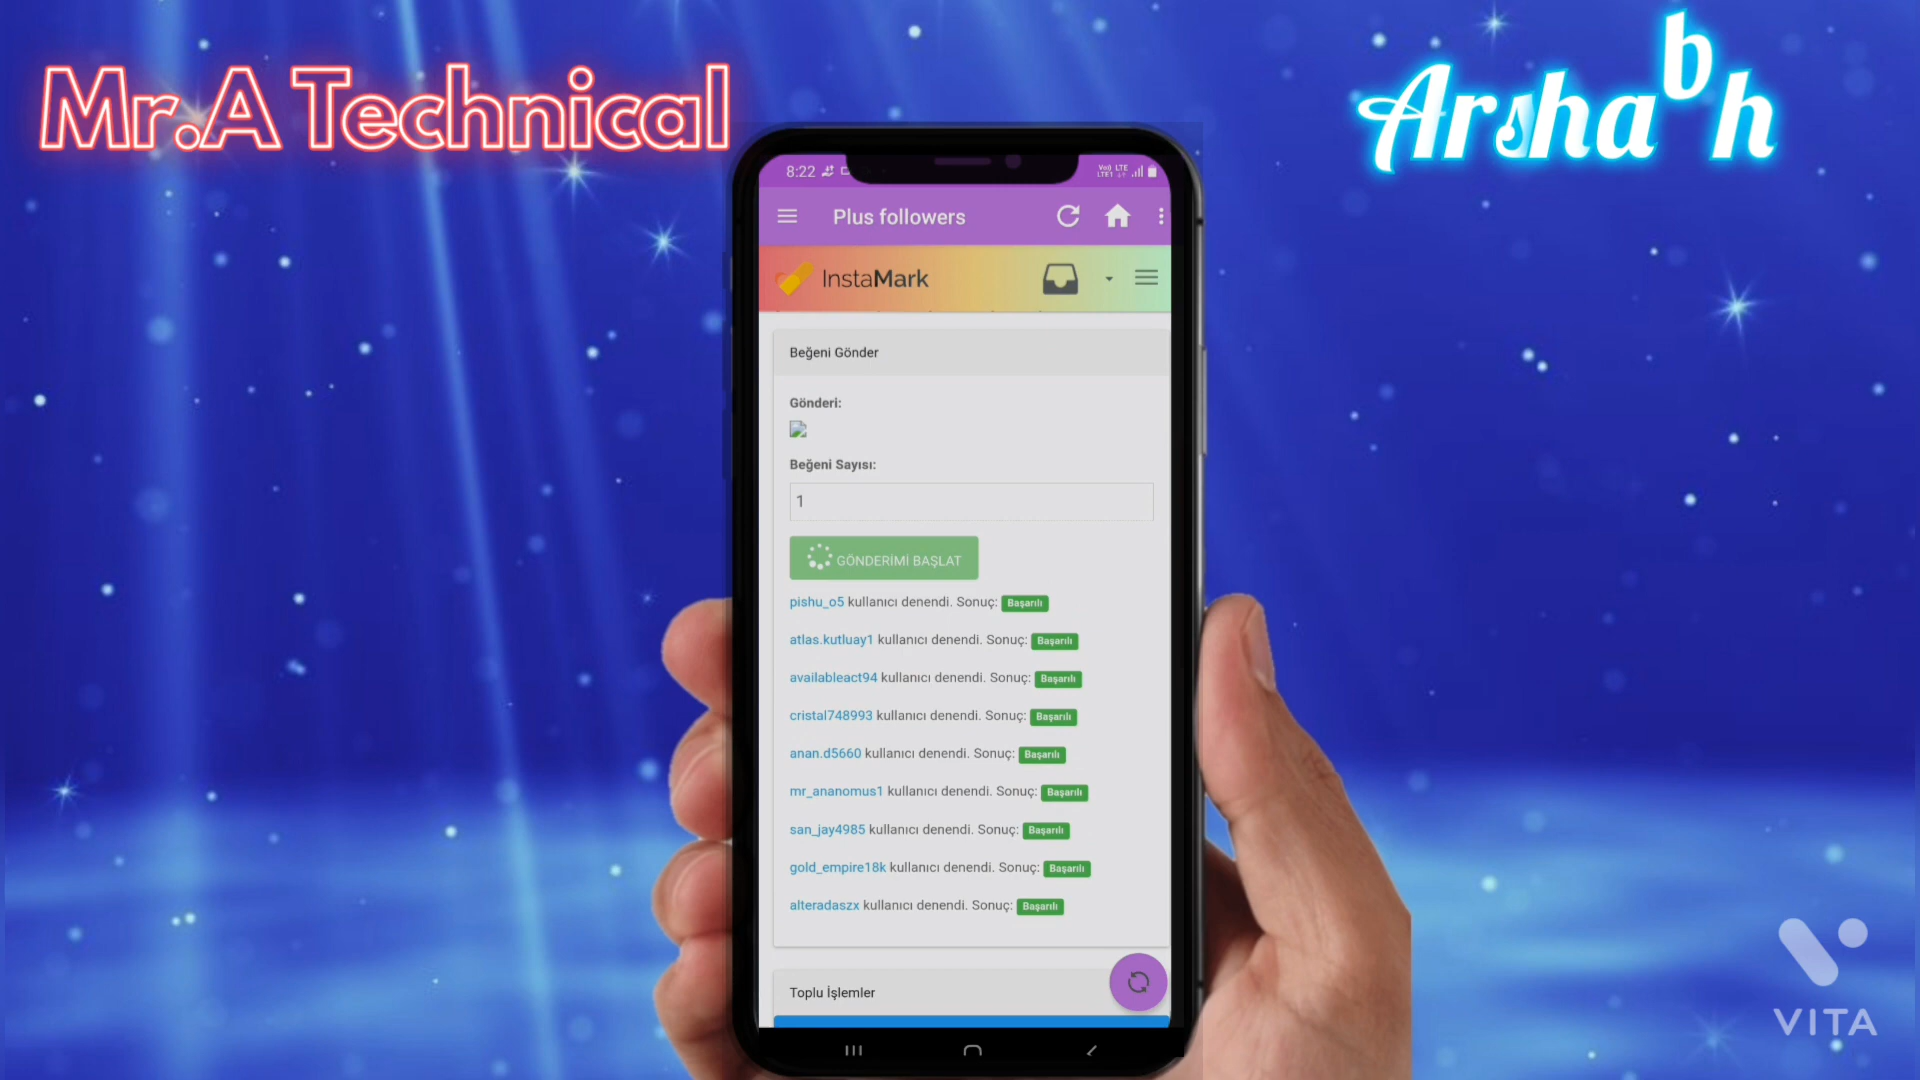 Mr.A Technical
Arshabh
8:22
Vo)) LTE
LTE1
Plus followers
InstaMark
Beğeni Gönder
Gönderi:
Beğeni Sayısı:
1
GÖNDERİMİ BAŞLAT
pishu_o5 kullanıcı denendi. Sonuç: Başarılı
atlas.kutluay1 kullanıcı denendi. Sonuç: Başarılı
availableact94 kullanıcı denendi. Sonuç: Başarılı
cristal748993 kullanıcı denendi. Sonuç: Başarılı
anan.d5660 kullanıcı denendi. Sonuç: Başarılı
mr_ananomus1 kullanıcı denendi. Sonuç: Başarılı
san_jay4985 kullanıcı denendi. Sonuç: Başarılı
gold_empire18k kullanıcı denendi. Sonuç: Başarılı
alteradaszx kullanıcı denendi. Sonuç: Başarılı
Toplu İşlemler
VITA